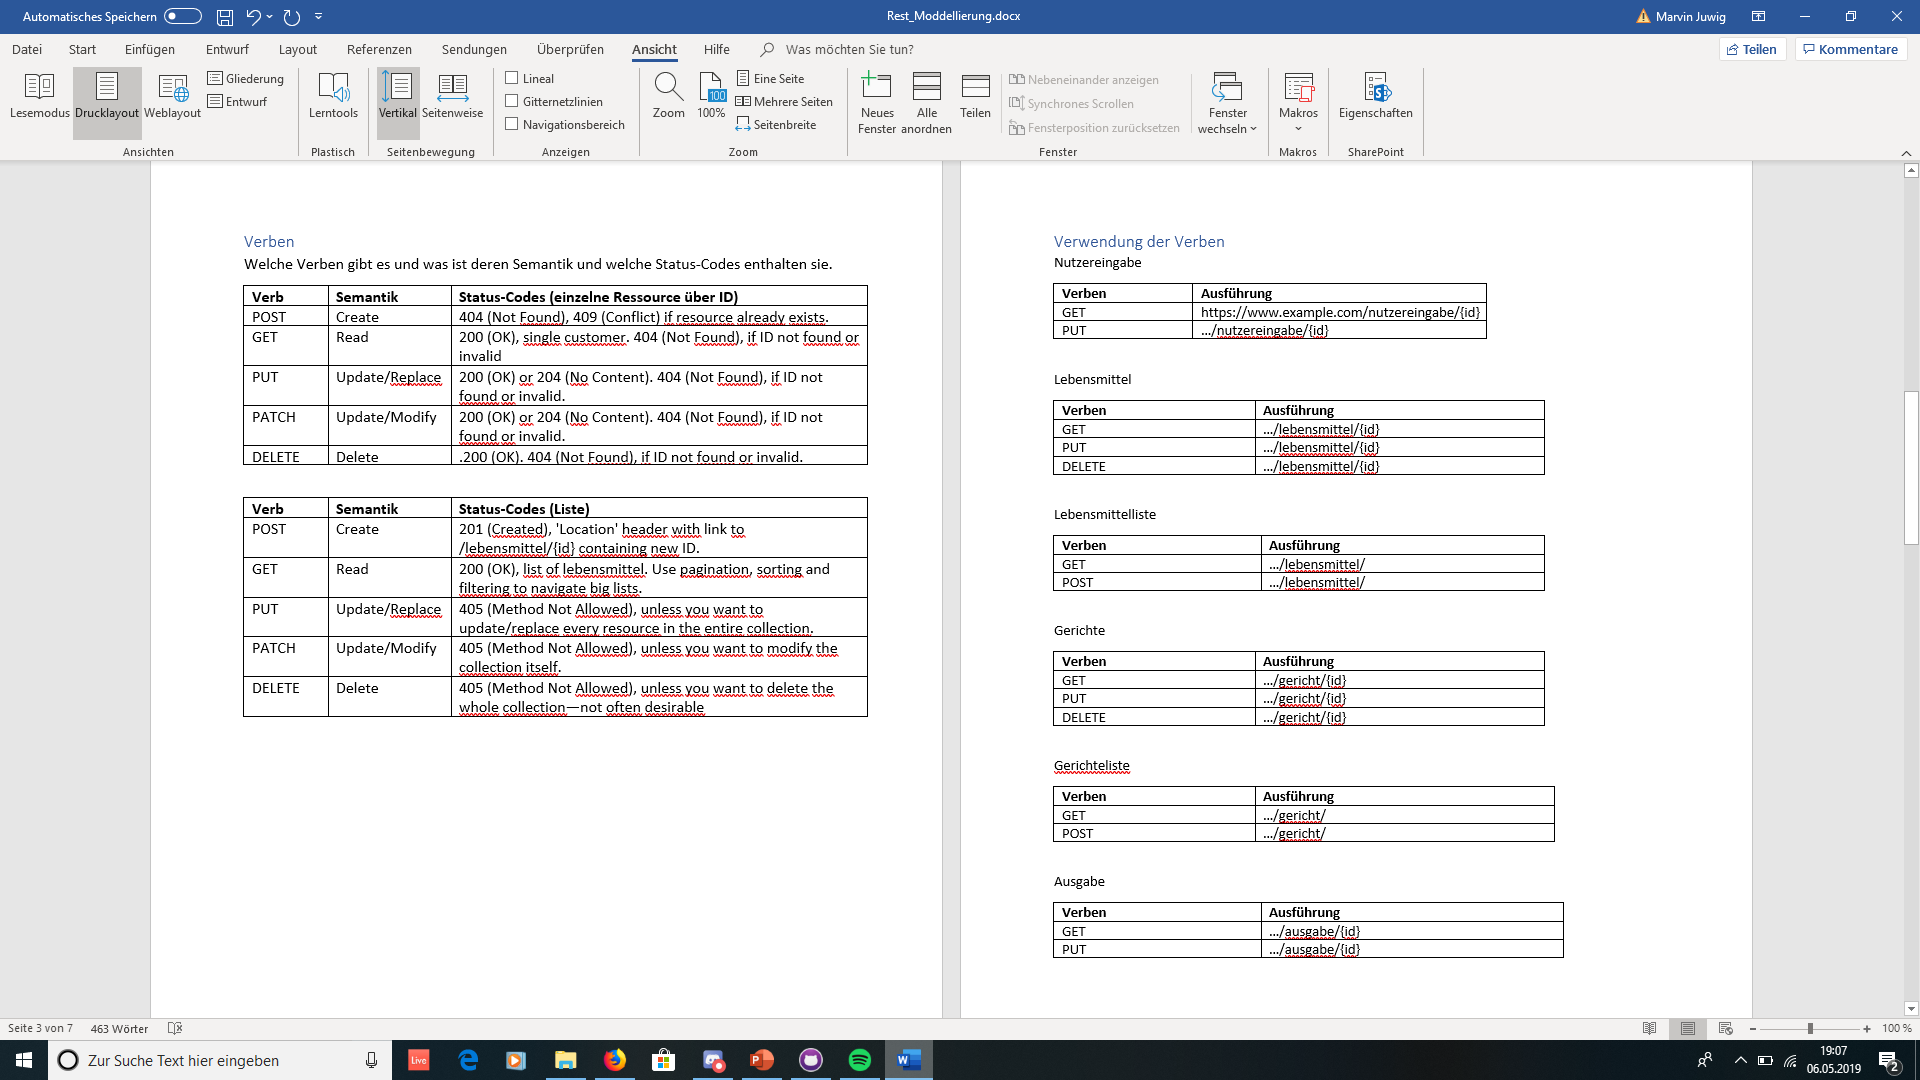 Automatisches Speichern
Rest_Moddellierung.docx
Marvin Juwig
Datei Start Einfügen Entwurf Layout Referenzen Sendungen Überprüfen Ansicht Hilfe Was möchten Sie tun? Teilen Kommentare
Lesemodus Drucklayout Weblayout
Gliederung
Entwurf
Ansichten
Lerntools
Plastisch
Vertikal Seitenweise
Seitenbewegung
Lineal
Gitternetzlinien
Navigationsbereich
Anzeigen
Zoom
100
100%
Eine Seite
Mehrere Seiten
Seitenbreite
Zoom
Neues Fenster
Alle anordnen
Teilen
Nebeneinander anzeigen
Synchrones Scrollen
Fensterposition zurücksetzen
Fenster wechseln
Fenster
Makros
Makros
Eigenschaften
SharePoint
Verben
Welche Verben gibt es und was ist deren Semantik und welche Status-Codes enthalten sie.
Verb Semantik Status-Codes (einzelne Ressource über ID)
POST Create 404 (Not Found), 409 (Conflict) if resource already exists.
GET Read 200 (OK), single customer. 404 (Not Found), if ID not found or
invalid
PUT Update/Replace 200 (OK) or 204 (No Content). 404 (Not Found), if ID not
found or invalid.
PATCH Update/Modify 200 (OK) or 204 (No Content). 404 (Not Found), if ID not
found or invalid.
DELETE Delete .200 (OK). 404 (Not Found), if ID not found or invalid.
Verb Semantik Status-Codes (Liste)
POST Create 201 (Created), 'Location' header with link to
/lebensmittel/{id} containing new ID.
GET Read 200 (OK), list of lebensmittel. Use pagination, sorting and
filtering to navigate big lists.
PUT Update/Replace 405 (Method Not Allowed), unless you want to
update/replace every resource in the entire collection.
PATCH Update/Modify 405 (Method Not Allowed), unless you want to modify the
collection itself.
DELETE Delete 405 (Method Not Allowed), unless you want to delete the
whole collection—not often desirable
Verwendung der Verben
Nutzereingabe
Verben Ausführung
GET https://www.example.com/nutzereingabe/{id}
PUT …/nutzereingabe/{id}
Lebensmittel
Verben Ausführung
GET …/lebensmittel/{id}
PUT …/lebensmittel/{id}
DELETE …/lebensmittel/{id}
Lebensmittelliste
Verben Ausführung
GET …/lebensmittel/
POST …/lebensmittel/
Gerichte
Verben Ausführung
GET …/gericht/{id}
PUT …/gericht/{id}
DELETE …/gericht/{id}
Gerichteliste
Verben Ausführung
GET …/gericht/
POST …/gericht/
Ausgabe
Verben Ausführung
GET …/ausgabe/{id}
PUT …/ausgabe/{id}
Seite 3 von 7 463 Wörter
100 %
Zur Suche Text hier eingeben
Live
19:07
06.05.2019
2